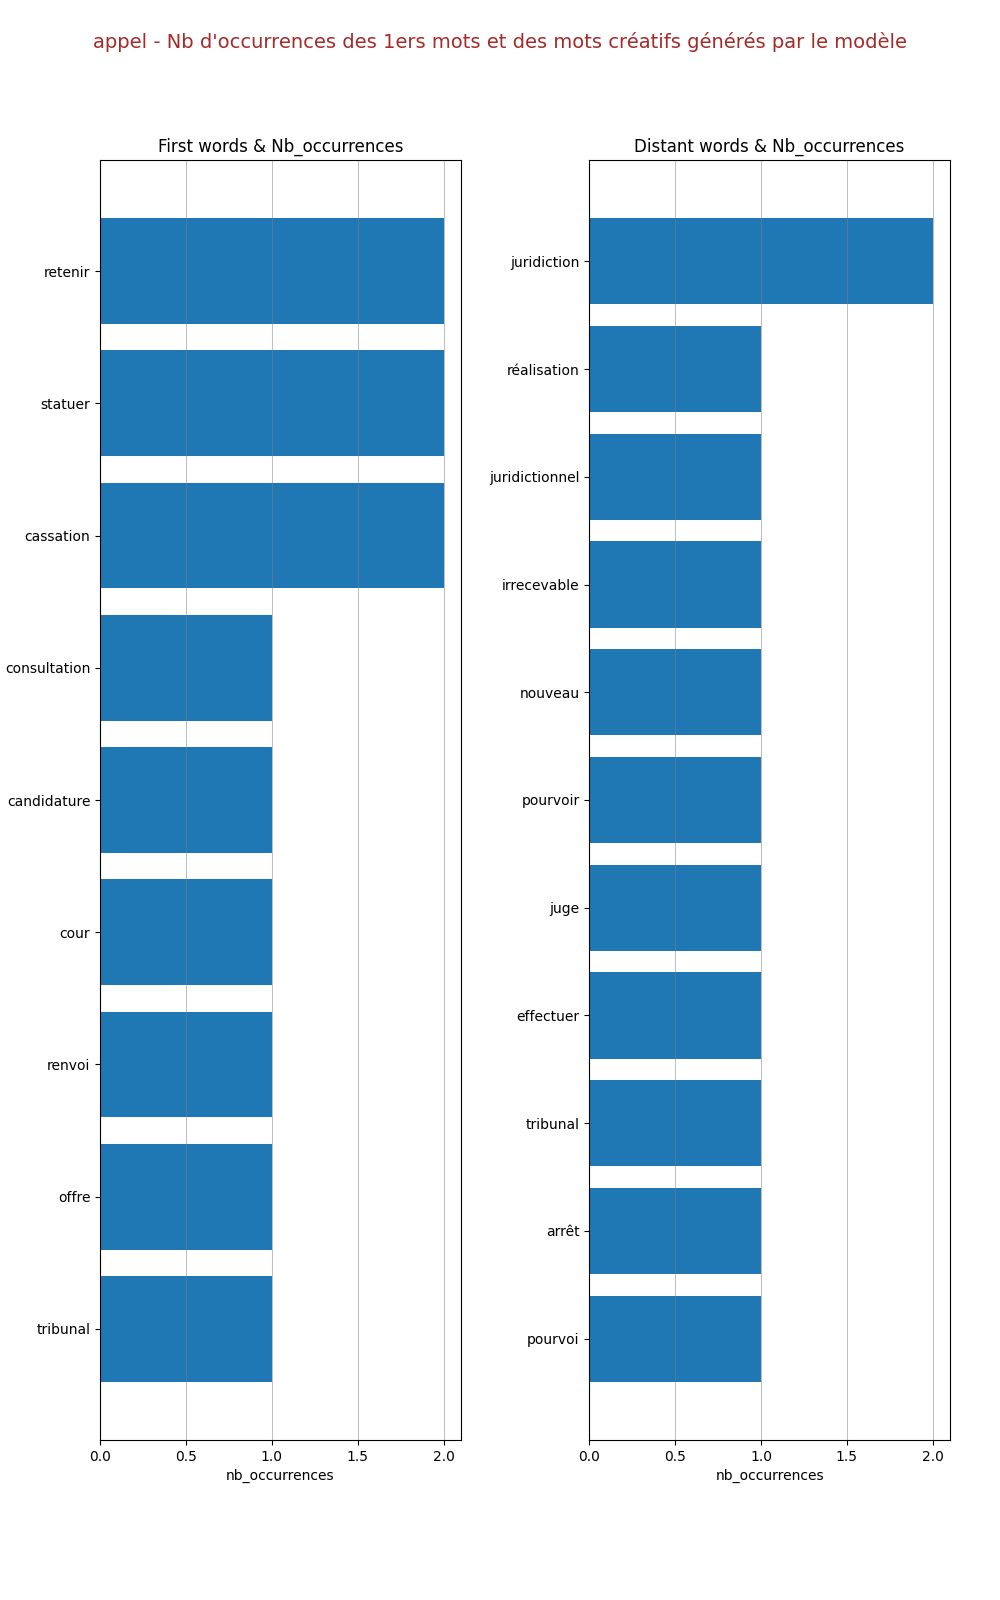 appel - Nb d'occurrences des 1ers mots et des mots créatifs générés par le modèle
First words & Nb_occurrences
retenir
statuer
cassation
consultation
candidature
cour
renvoi
offre
tribunal
0.0 0.5 1.0 1.5 2.0
nb_occurrences
Distant words & Nb_occurrences
juridiction
réalisation
juridictionnel
irrecevable
nouveau
pourvoir
juge
effectuer
tribunal
arrêt
pourvoi
0.0 0.5 1.0 1.5 2.0
nb_occurrences